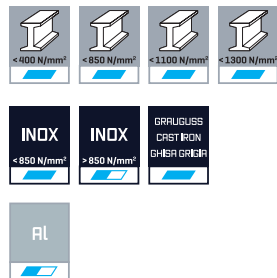 <400 N/mm² <850 N/mm² <1100 N/mm² <1300 N/mm²
INOX
<850 N/mm²
INOX
>850 N/mm²
GRAUGUSS
CAST IRON
GHISA GRIGIA
Al